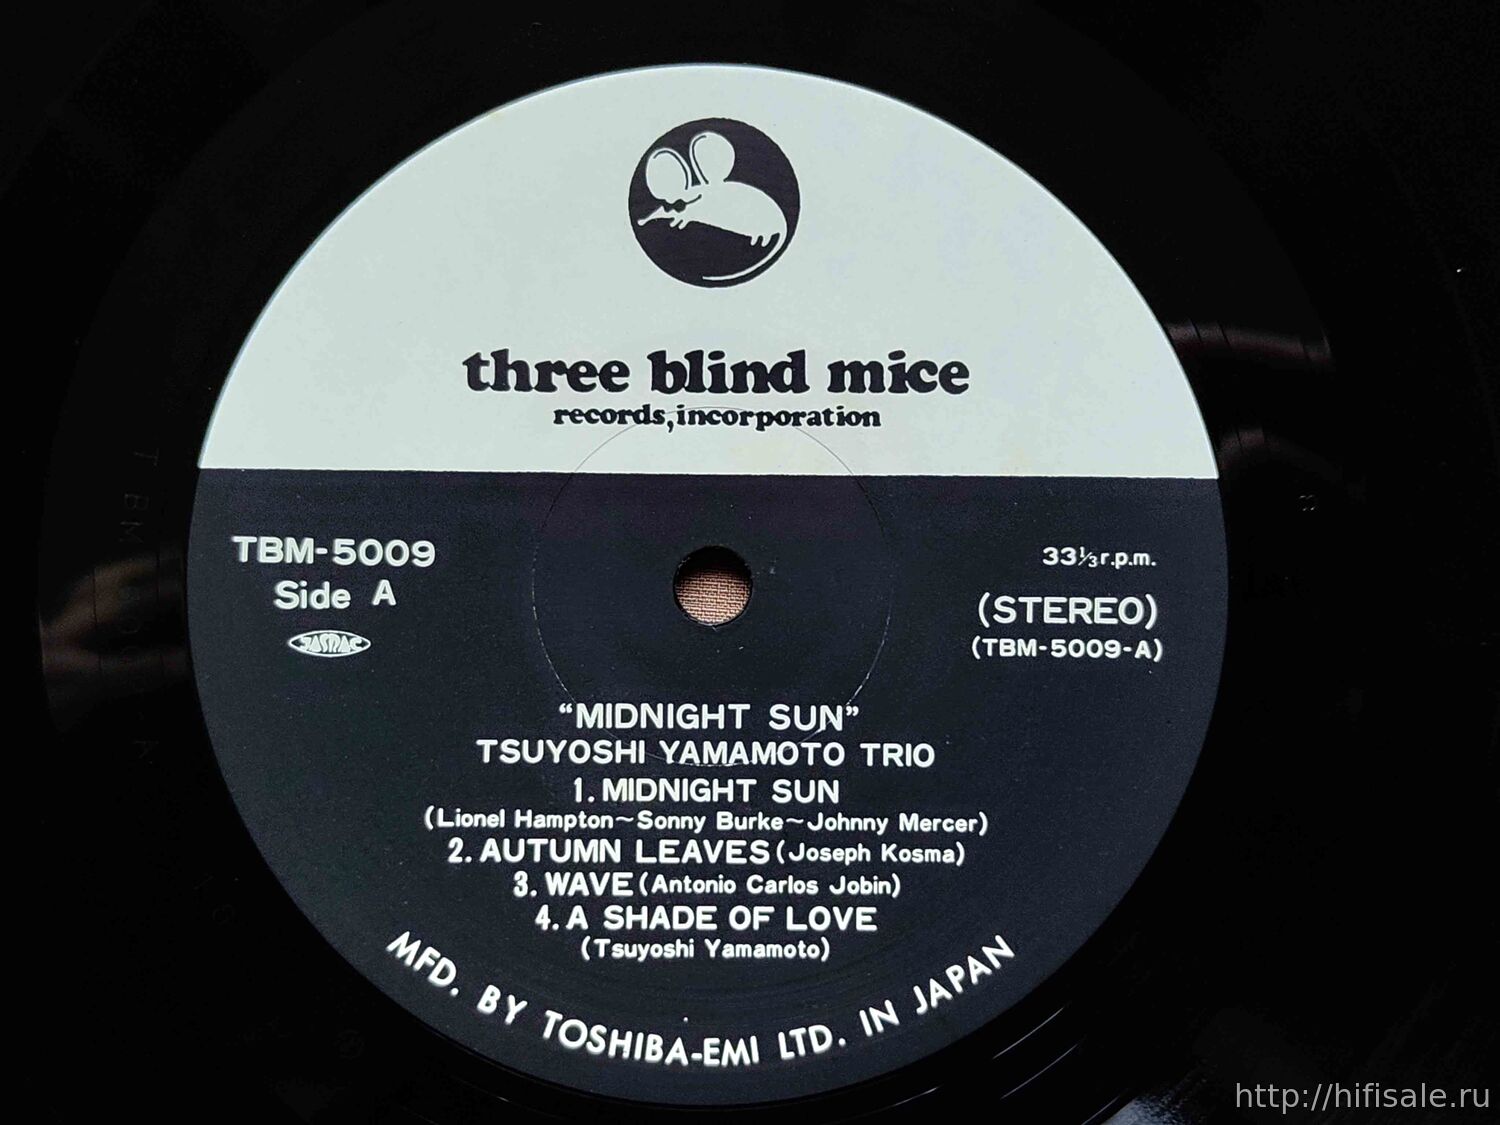 three blind mice
records, incorporation
TBM-5009
Side A
JASRAC
33⅓ r.p.m.
(STEREO)
(TBM-5009-A)
“MIDNIGHT SUN”
TSUYOSHI YAMAMOTO TRIO
1. MIDNIGHT SUN
(Lionel Hampton~Sonny Burke~Johnny Mercer)
2. AUTUMN LEAVES (Joseph Kosma)
3. WAVE (Antonio Carlos Jobin)
4. A SHADE OF LOVE
(Tsuyoshi Yamamoto)
MFD. BY TOSHIBA-EMI LTD. IN JAPAN
http://hifisale.ru